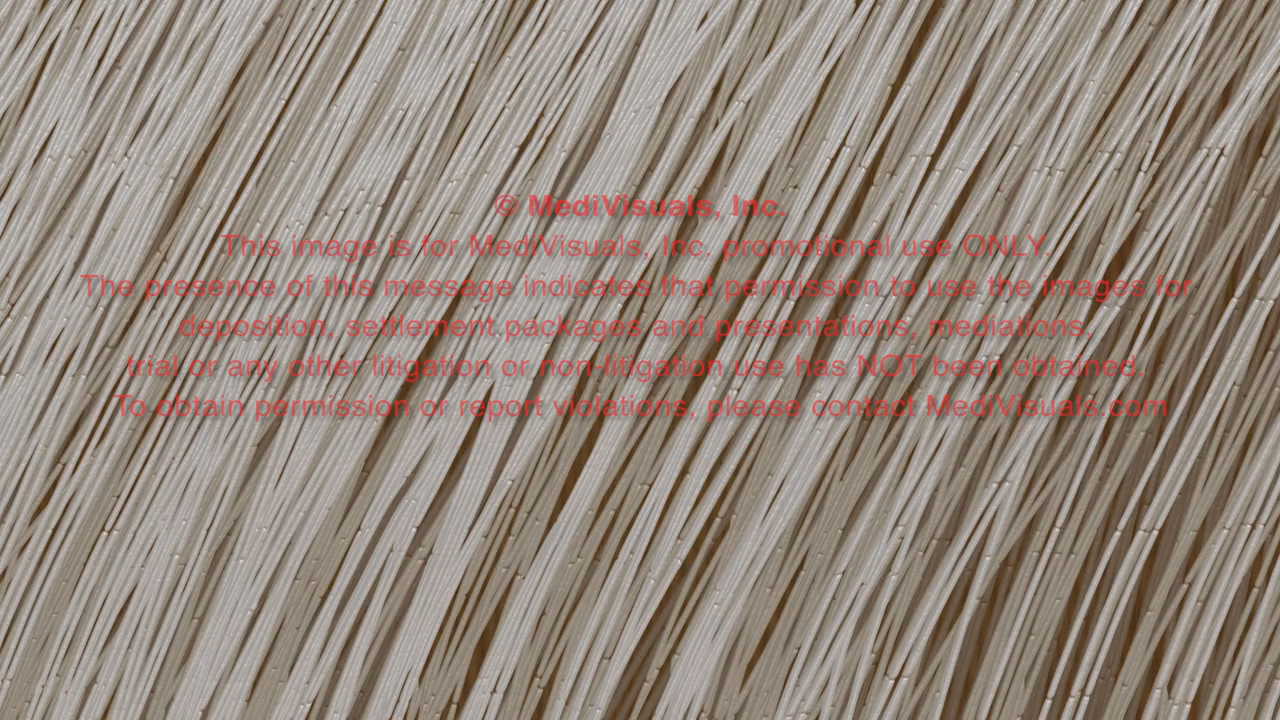 © MediVisuals, Inc.
This image is for MediVisuals, Inc. promotional use ONLY.
The presence of this message indicates that permission to use the images for
deposition, settlement packages and presentations, mediations,
trial or any other litigation or non-litigation use has NOT been obtained.
To obtain permission or report violations, please contact MediVisuals.com